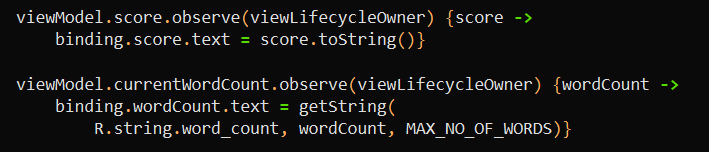 viewModel.score.observe(viewLifecycleOwner) {score ->
    binding.score.text = score.toString()}

viewModel.currentWordCount.observe(viewLifecycleOwner) {wordCount ->
    binding.wordCount.text = getString(
        R.string.word_count, wordCount, MAX_NO_OF_WORDS)}